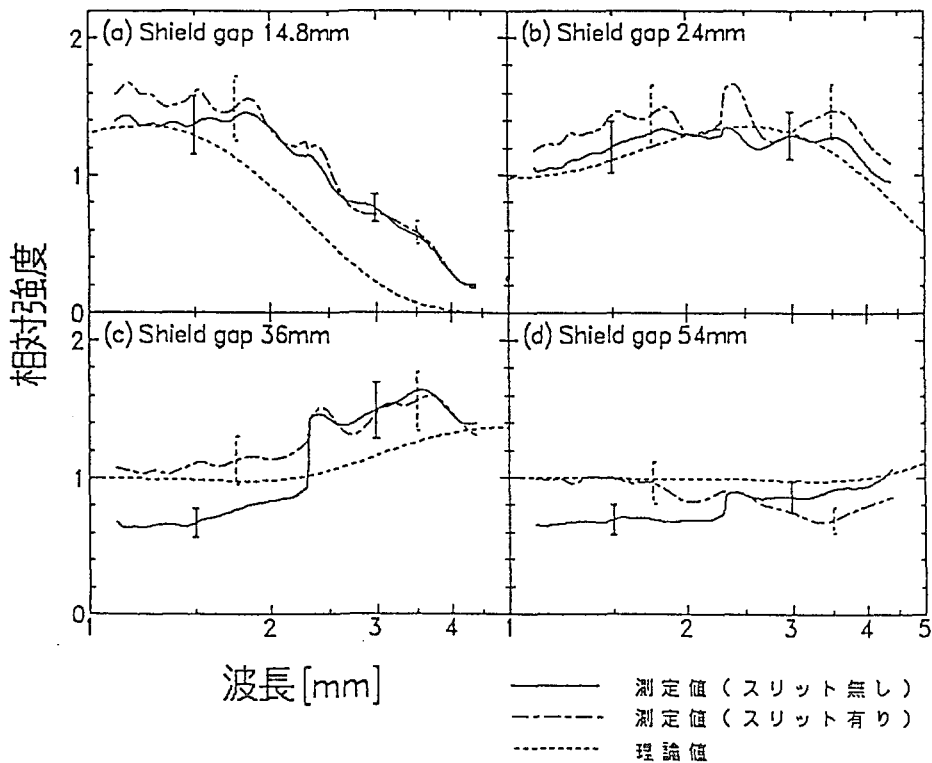 (a) Shield gap 14.8mm
(b) Shield gap 24mm
2
1
0
(c) Shield gap 36mm
(d) Shield gap 54mm
2
1
0
1 2 3 4 1 2 3 4 5
相対強度
波長[mm]
測定値(スリット無し)
測定値(スリット有り)
理論値